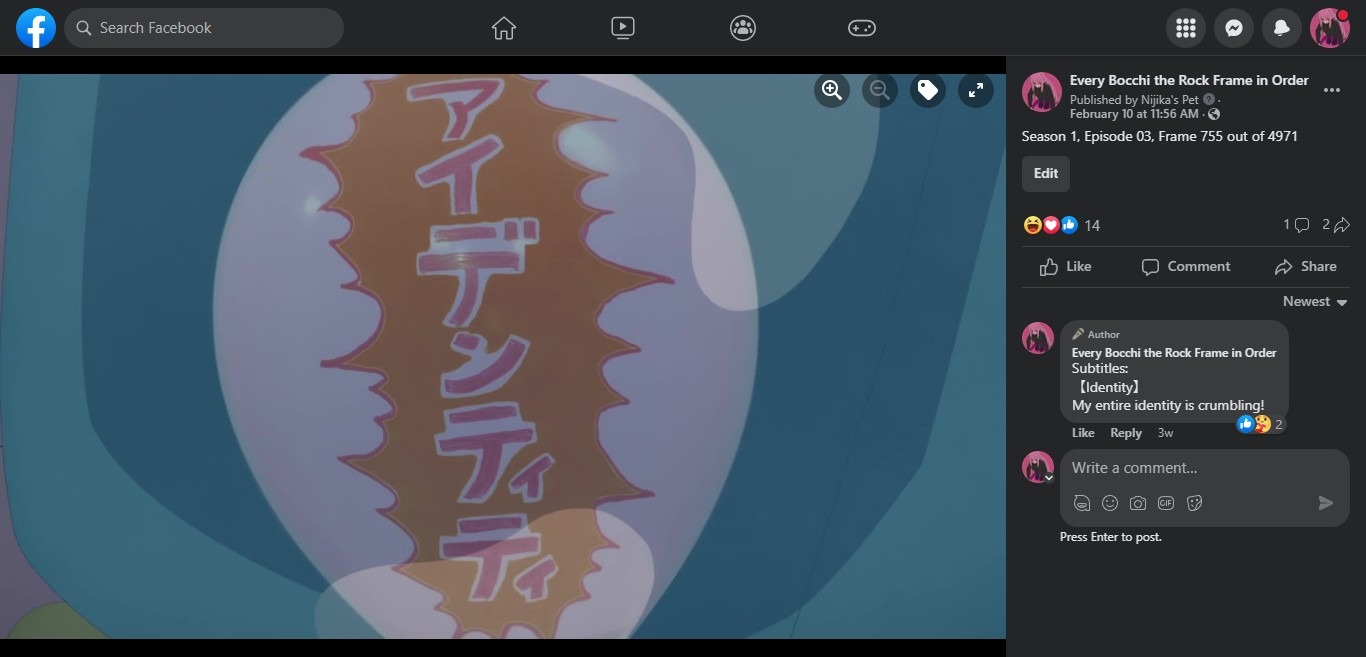 Search Facebook
アイデンティティ
Every Bocchi the Rock Frame in Order
Published by Nijika's Pet ·
February 10 at 11:56 AM ·
Season 1, Episode 03, Frame 755 out of 4971
Edit
14
1
2
Like
Comment
Share
Newest
Author
Every Bocchi the Rock Frame in Order
Subtitles:
【Identity】
My entire identity is crumbling!
2
Like Reply 3w
Write a comment...
GIF
Press Enter to post.